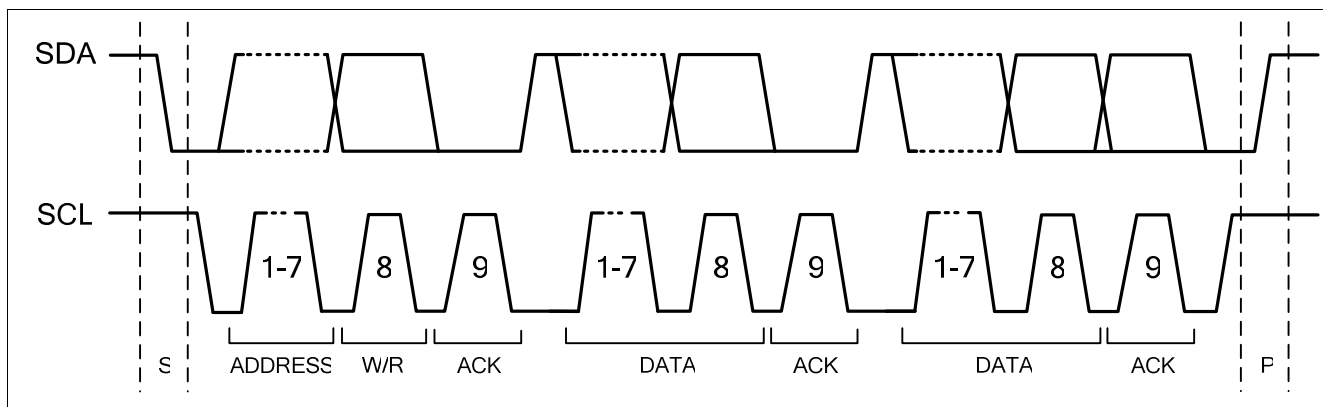 SDA
SCL
1-7 8 9 1-7 8 9 1-7 8 9
S ADDRESS W/R ACK DATA ACK DATA ACK P